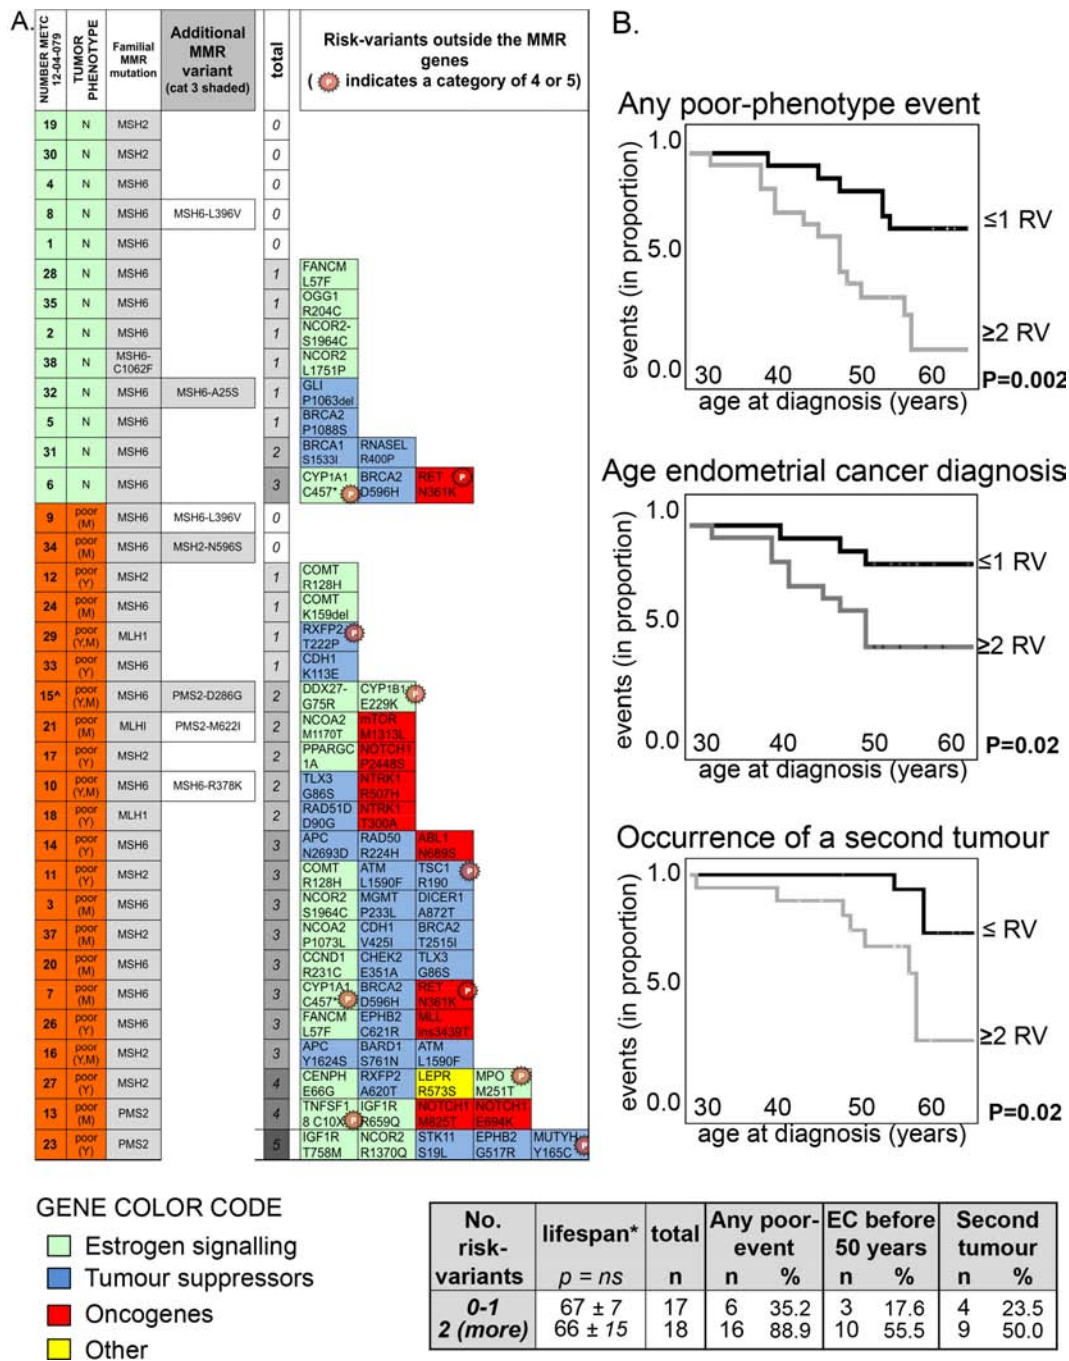 A.
NUMBER METC 12-04-079
TUMOR PHENOTYPE
Familial MMR mutation
Additional MMR variant (cat 3 shaded)
total
Risk-variants outside the MMR genes
( P indicates a category of 4 or 5)
19 N MSH2 0
30 N MSH2 0
4 N MSH6 0
8 N MSH6 MSH6-L396V 0
1 N MSH6 0
28 N MSH6 1 FANCM L57F
35 N MSH6 1 OGG1 R204C
2 N MSH6 1 NCOR2- S1964C
38 N MSH6- C1062F 1 NCOR2 L1751P
32 N MSH6 MSH6-A25S 1 GLI P1063del
5 N MSH6 1 BRCA2 P1088S
31 N MSH6 2 BRCA1 S1533I RNASEL R400P
6 N MSH6 3 CYP1A1 C457* P BRCA2 D596H RET N361K P
9 poor (M) MSH6 MSH6-L396V 0
34 poor (M) MSH6 MSH2-N596S 0
12 poor (Y) MSH2 1 COMT R128H
24 poor (M) MSH6 1 COMT K159del
29 poor (Y,M) MLH1 1 RXFP2 T222P P
33 poor (Y) MSH6 1 CDH1 K113E
15^ poor (Y,M) MSH6 PMS2-D286G 2 DDX27- G75R CYP1B1 E229K P
21 poor (M) MLHI PMS2-M622I 2 NCOA2 M1170T mTOR M1313L
17 poor (Y) MSH2 2 PPARGC 1A NOTCH1 P2448S
10 poor (Y,M) MSH6 MSH6-R378K 2 TLX3 G86S NTRK1 R507H
18 poor (Y) MLH1 2 RAD51D D90G NTRK1 T300A
14 poor (Y) MSH6 3 APC N2693D RAD50 R224H ABL1 N689S
11 poor (Y) MSH2 3 COMT R128H ATM L1590F TSC1 R190 P
3 poor (M) MSH6 3 NCOR2 S1964C MGMT P233L DICER1 A872T
37 poor (M) MSH2 3 NCOA2 P1073L CDH1 V425I BRCA2 T2515I
20 poor (M) MSH6 3 CCND1 R231C CHEK2 E351A TLX3 G86S
7 poor (M) MSH6 3 CYP1A1 C457* P BRCA2 D596H RET N361K P
26 poor (Y) MSH6 3 FANCM L57F EPHB2 C621R MLL ins3439T
16 poor (Y,M) MSH2 3 APC Y1624S BARD1 S761N ATM L1590F
27 poor (Y) MSH2 4 CENPH E66G RXFP2 A620T LEPR R573S MPO M251T P
13 poor (M) PMS2 4 TNFSF1 8 C10X P IGF1R R659Q NOTCH1 M825T NOTCH1 E694K
23 poor (Y) PMS2 5 IGF1R T758M NCOR2 R1370Q STK11 S19L EPHB2 G517R MUTYH Y165C P
GENE COLOR CODE
Estrogen signalling
Tumour suppressors
Oncogenes
Other
B.
Any poor-phenotype event
events (in proportion)
1.0
5.0
0.0
≤1 RV
≥2 RV
30 40 50 60
P=0.002
age at diagnosis (years)
Age endometrial cancer diagnosis
events (in proportion)
1.0
5.0
0.0
≤1 RV
≥2 RV
30 40 50 60
P=0.02
age at diagnosis (years)
Occurrence of a second tumour
events (in proportion)
1.0
5.0
0.0
≤ RV
≥2 RV
30 40 50 60
P=0.02
age at diagnosis (years)
No. risk- variants lifespan* total Any poor- event EC before 50 years Second tumour
p = ns n n % n % n %
0-1 67 ± 7 17 6 35.2 3 17.6 4 23.5
2 (more) 66 ± 15 18 16 88.9 10 55.5 9 50.0